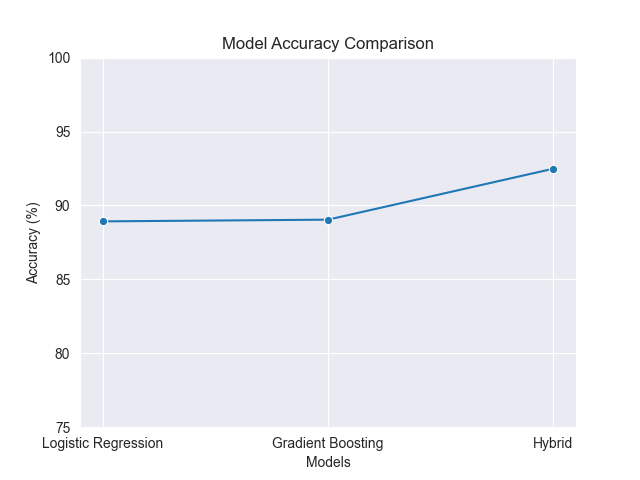 Model Accuracy Comparison
100
95
90
85
80
75
Accuracy (%)
Logistic Regression
Gradient Boosting
Hybrid
Models